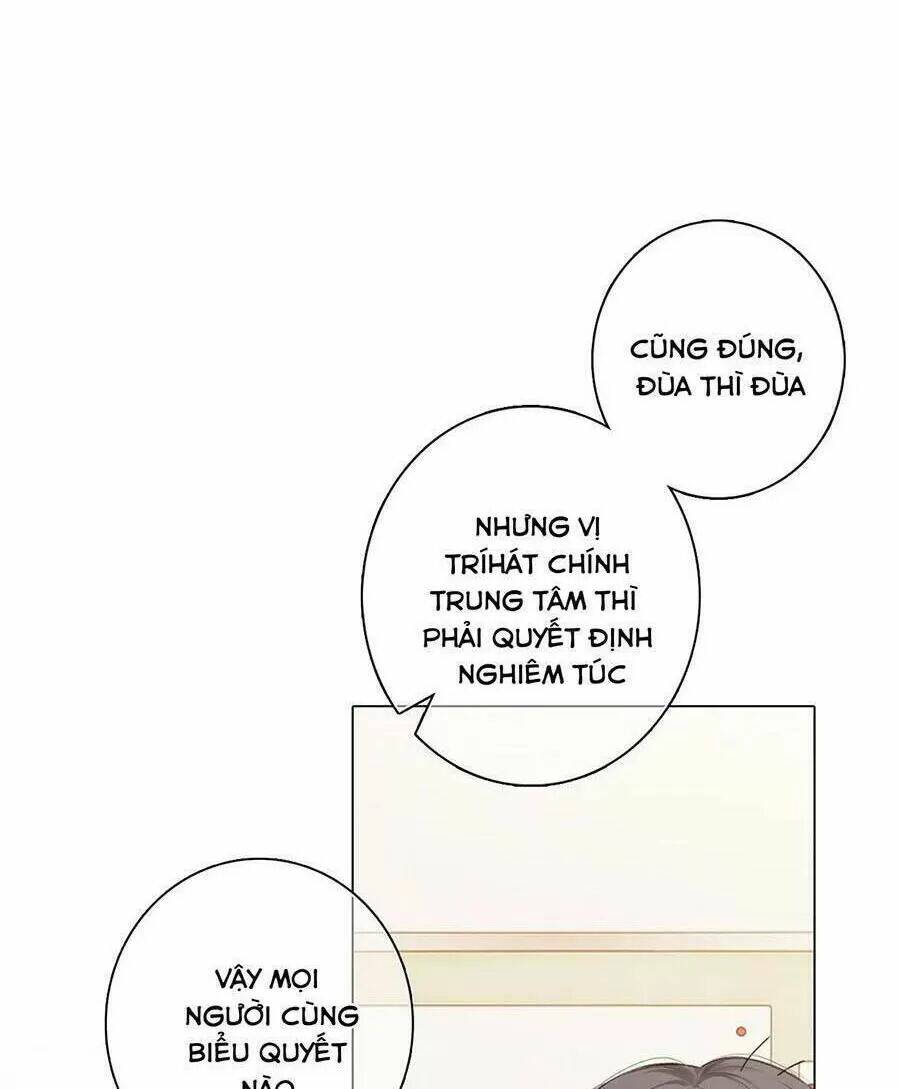 CŨNG ĐÚNG,
ĐÙA THÌ ĐÙA
NHƯNG VỊ
TRÍHÁT CHÍNH
TRUNG TÂM THÌ
PHẢI QUYẾT ĐỊNH
NGHIÊM TÚC
VẬY MỌI
NGƯỜI CÙNG
BIỂU QUYẾT
NÀO